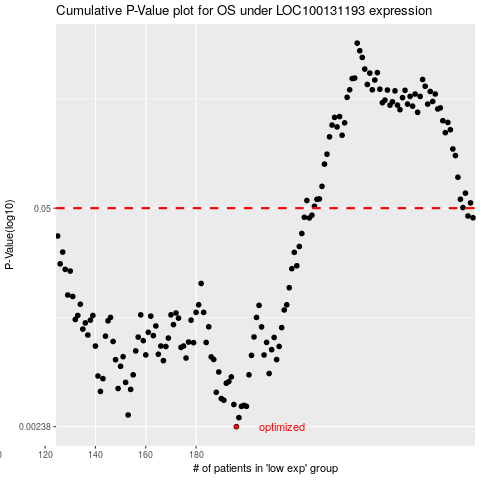 Cumulative P-Value plot for OS under LOC100131193 expression
P-Value(log10)
0.05
0.00238
optimized
0
120
140
160
180
# of patients in 'low exp' group